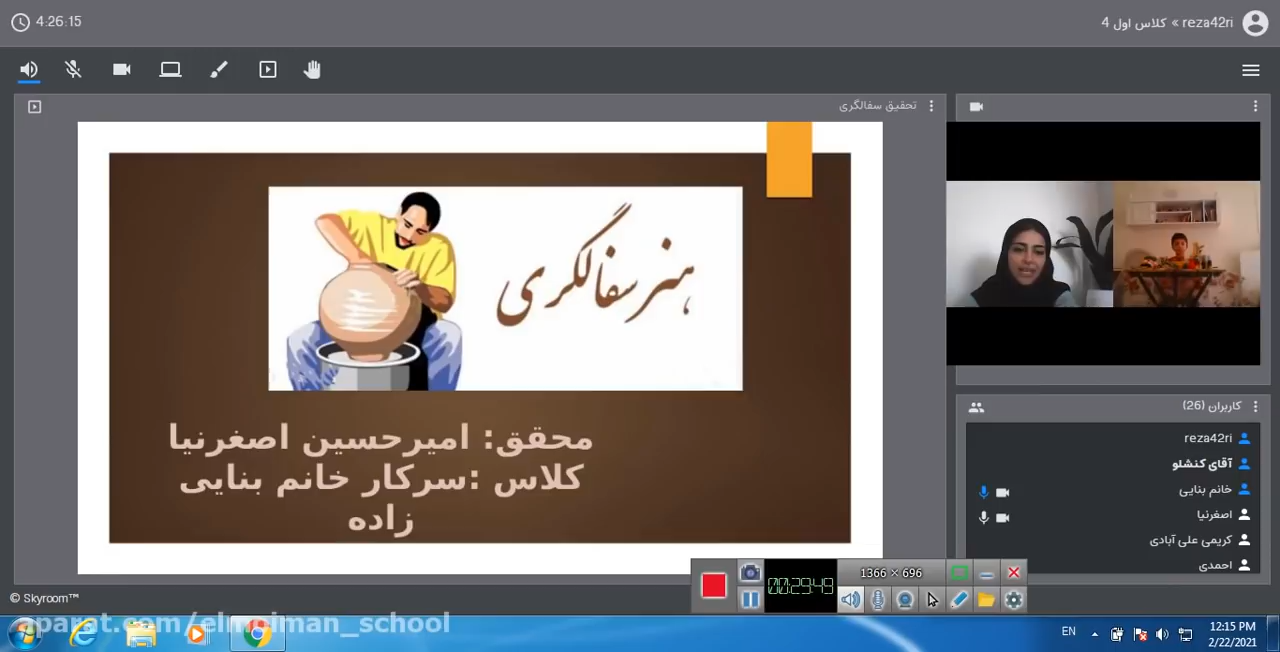 4:26:15
reza42ri » کلاس اول 4
تحقیق سفالگری
هنر سفالگری
محقق: امیرحسین اصغرنیا
کلاس :سرکار خانم بنایی
زاده
کاربران (26)
reza42ri
آقای کنشلو
خانم بنایی
اصغرنیا
کریمی علی آبادی
احمدی
1366 × 696
00:29:49
© Skyroom™
aparat.com/elmoiman_school
EN
12:15 PM
2/22/2021